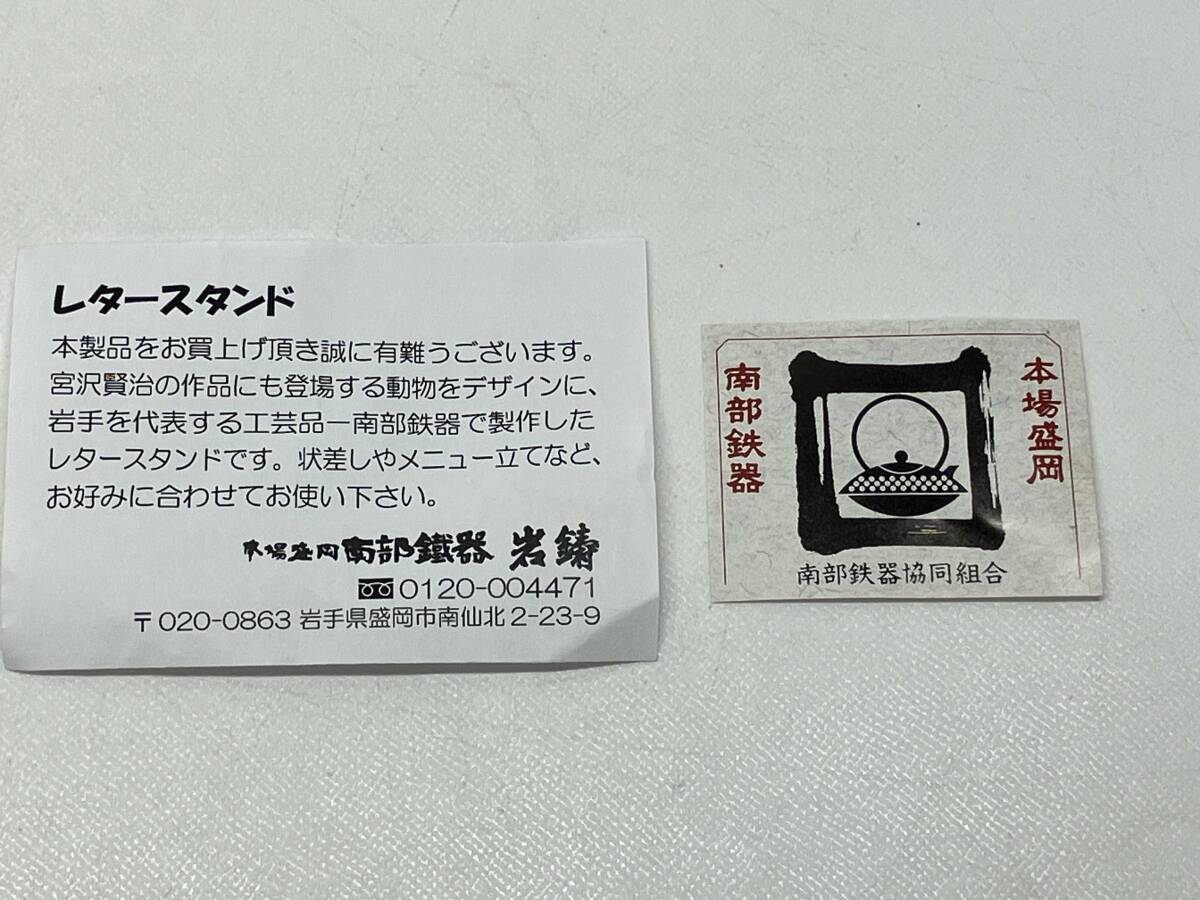 レタースタンド
本製品をお買上げ頂き誠に有難うございます。
宮沢賢治の作品にも登場する動物をデザインに、
岩手を代表する工芸品―南部鉄器で製作した
レタースタンドです。状差しやメニュー立てなど、
お好みに合わせてお使い下さい。
本場盛岡 南部鐵器 岩鋳
0120-004471
〒020-0863 岩手県盛岡市南仙北2-23-9
本場盛岡
南部鉄器
南部鉄器協同組合